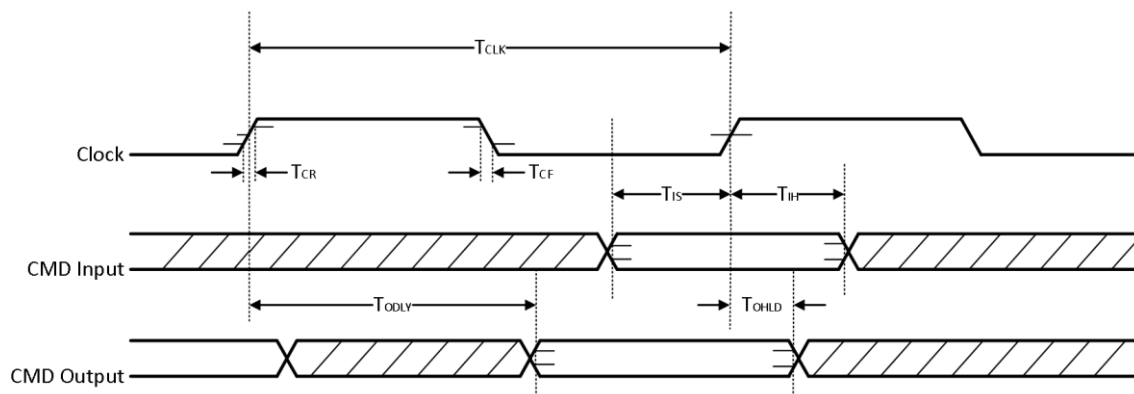 TCLK
Clock
TCR
TCF
TIS
TIH
CMD Input
TODLY
TOHLD
CMD Output